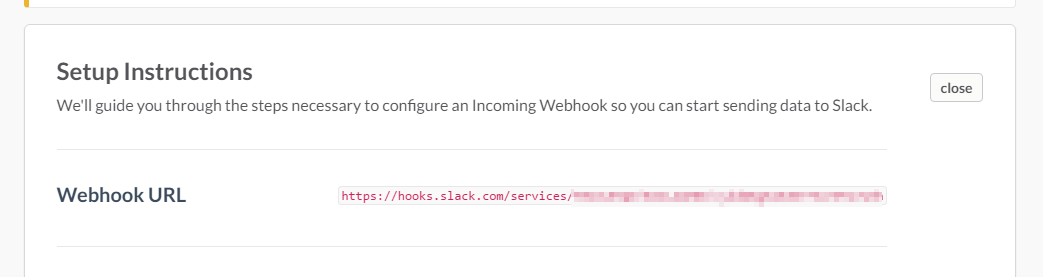 Setup Instructions
We'll guide you through the steps necessary to configure an Incoming Webhook so you can start sending data to Slack.
close
Webhook URL
https://hooks.slack.com/services/